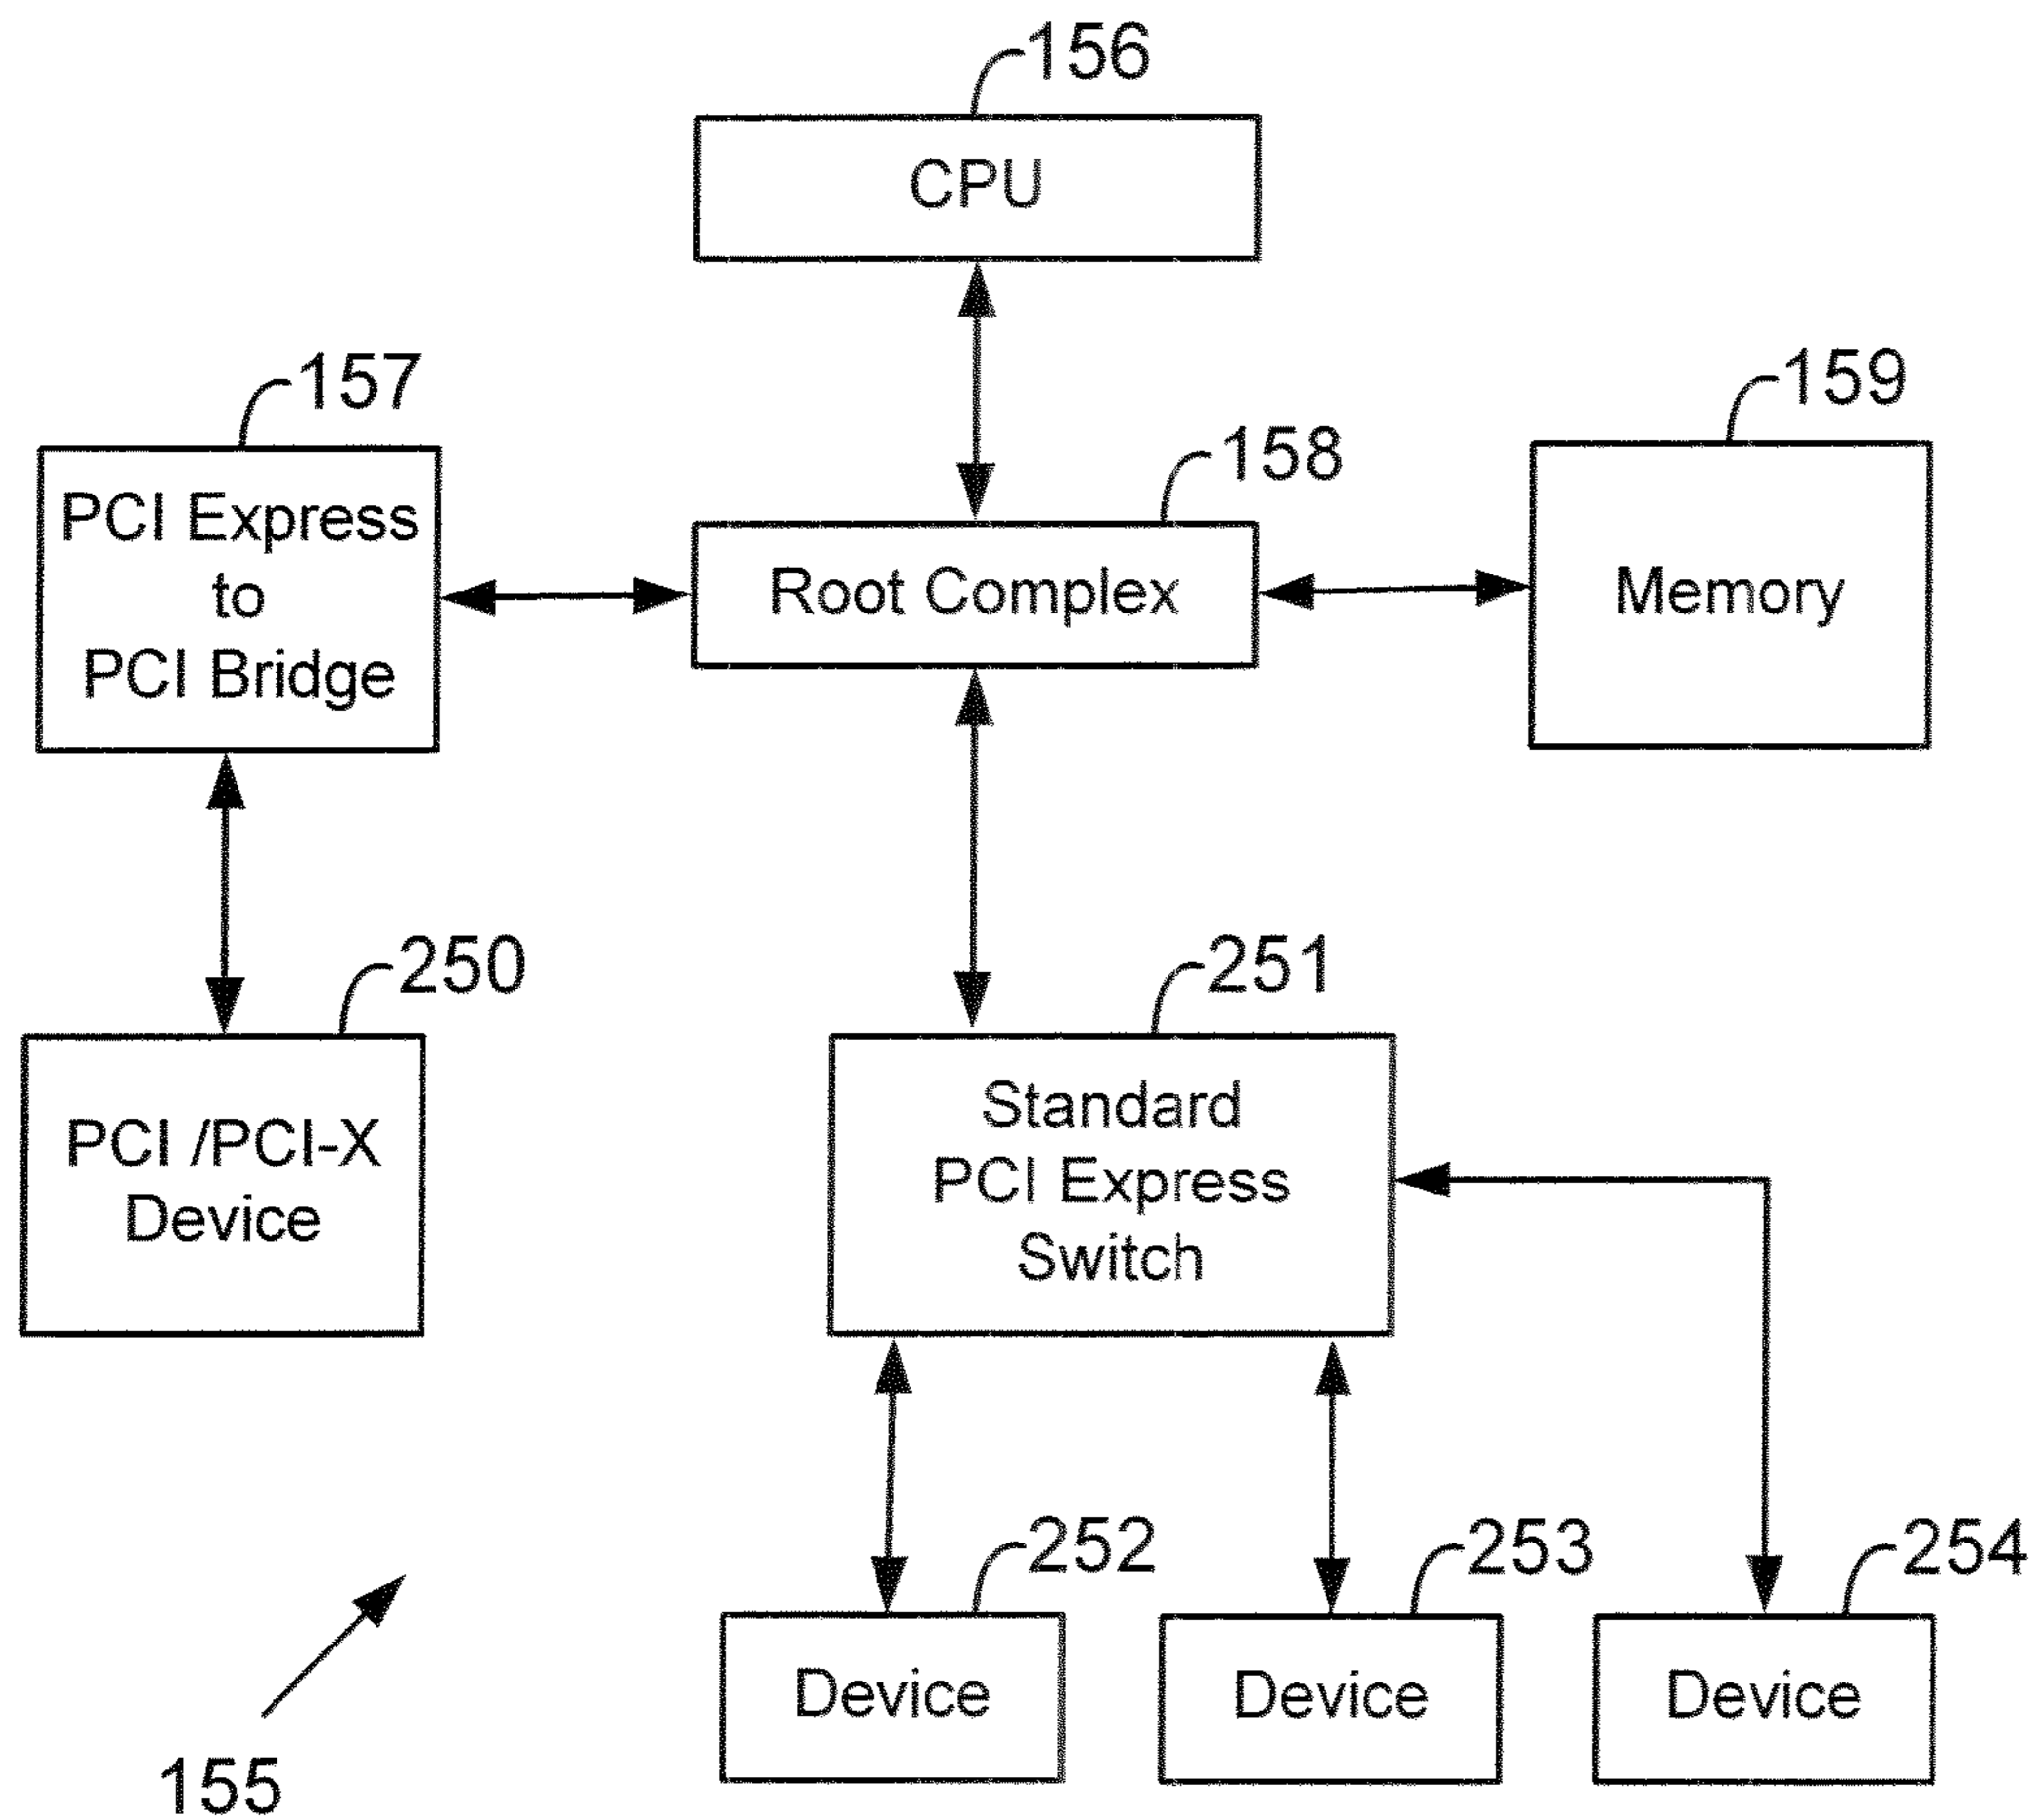 156
CPU
157
PCI Express
to
PCI Bridge
158
Root Complex
159
Memory
250
PCI /PCI-X
Device
251
Standard
PCI Express
Switch
252
Device
253
Device
254
Device
155